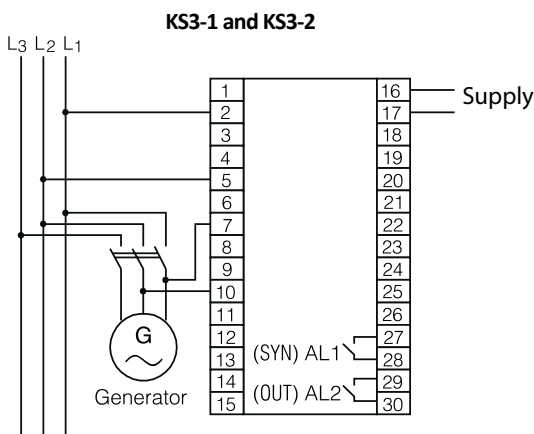 KS3-1 and KS3-2
L3 L2 L1
1 16
2 17 Supply
3 18
4 19
5 20
6 21
7 22
8 23
9 24
10 25
11 26
12 27
G
(SYN) AL1
13 28
14 29
(OUT) AL2
Generator
15 30